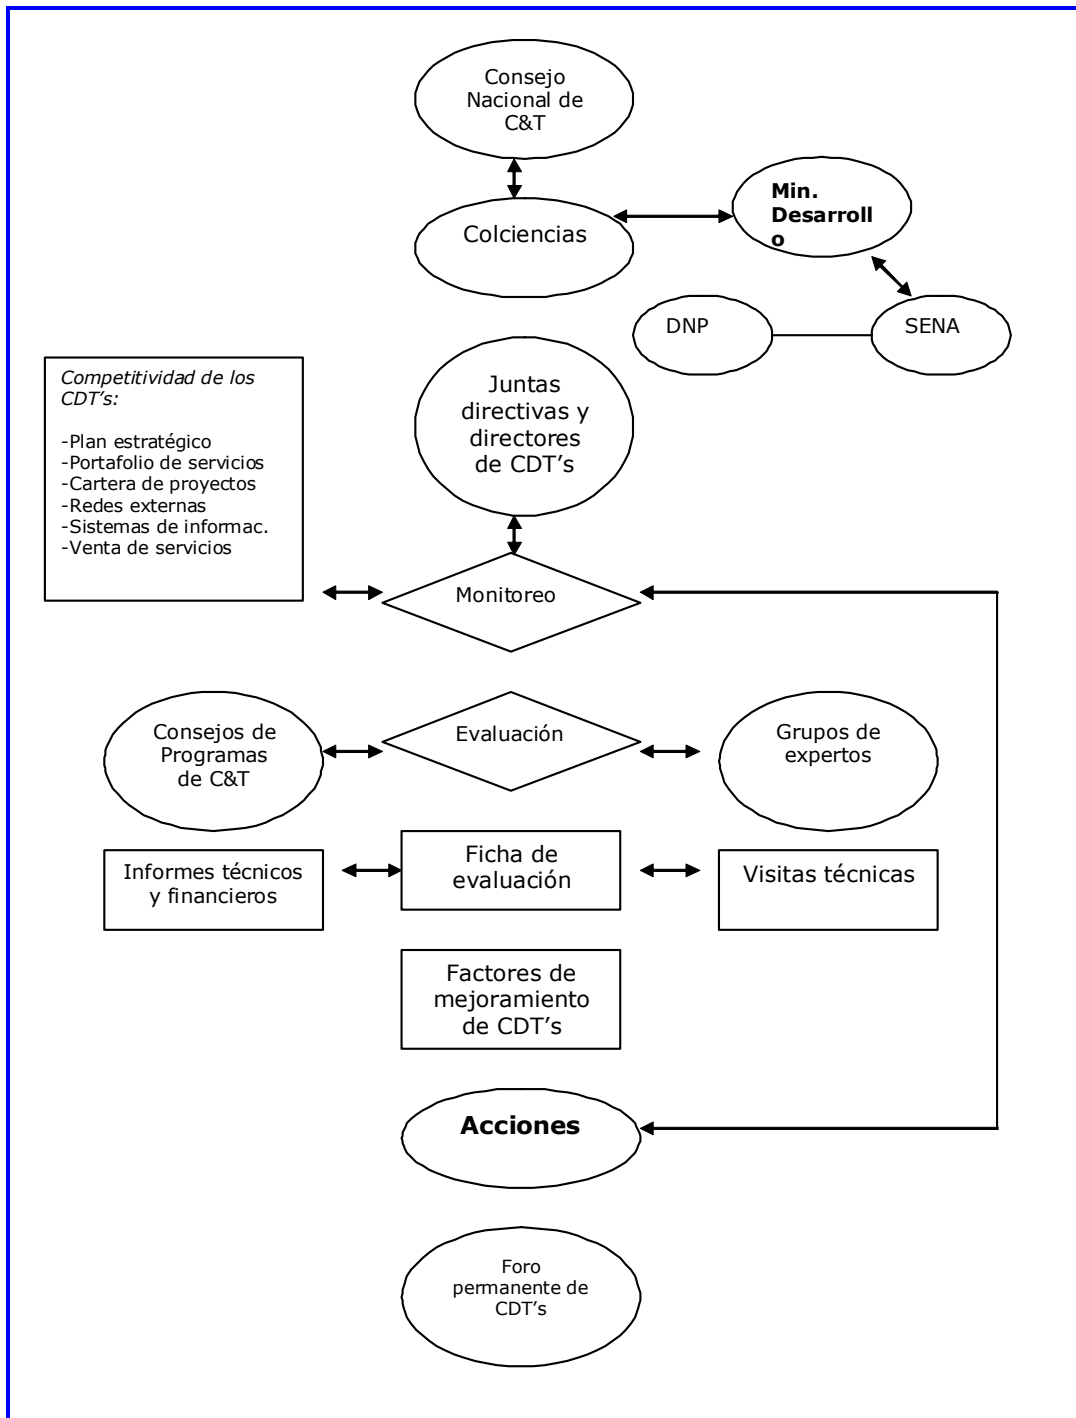 Consejo
Nacional de
C&T
Min.
Desarroll
o
Colciencias
DNP
SENA
Competitividad de los
CDT’s:
-Plan estratégico
-Portafolio de servicios
-Cartera de proyectos
-Redes externas
-Sistemas de informac.
-Venta de servicios
Juntas
directivas y
directores
de CDT’s
Monitoreo
Consejos de
Programas
de C&T
Evaluación
Grupos de
expertos
Informes técnicos
y financieros
Ficha de
evaluación
Visitas técnicas
Factores de
mejoramiento
de CDT’s
Acciones
Foro
permanente de
CDT’s